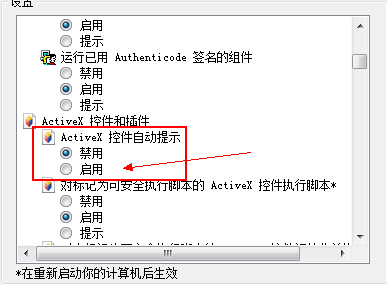 设置
启用
提示
运行已用 Authenticode 签名的组件
禁用
启用
提示
ActiveX 控件和插件
ActiveX 控件自动提示
禁用
启用
对标记为可安全执行脚本的 ActiveX 控件执行脚本*
禁用
启用
提示
*在重新启动你的计算机后生效